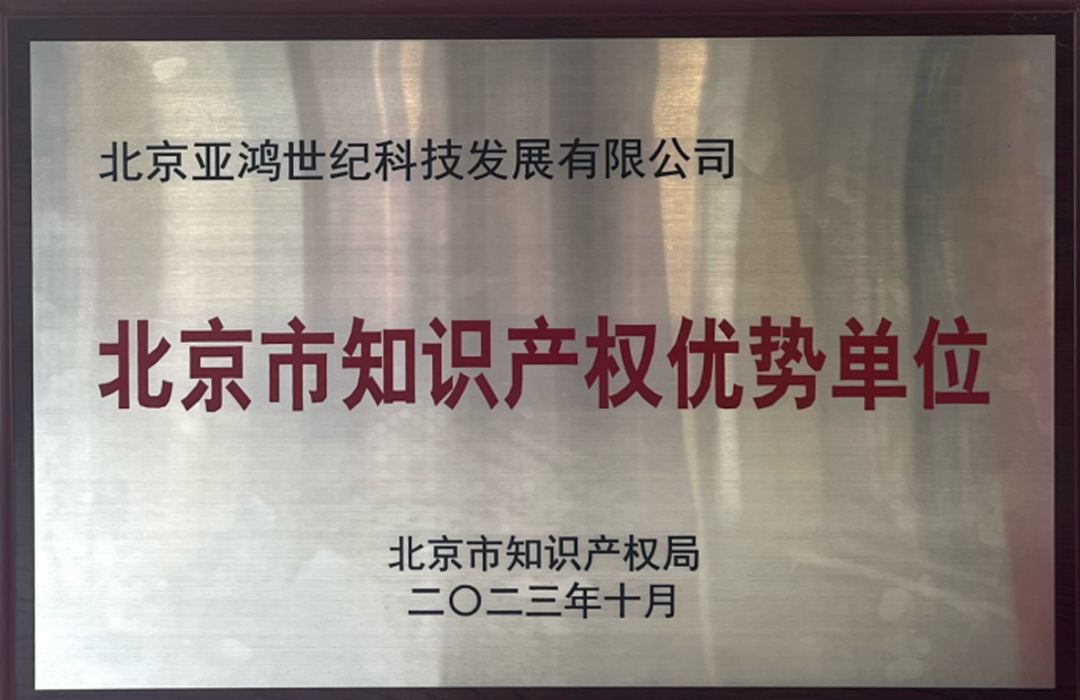 北京亚鸿世纪科技发展有限公司
北京市知识产权优势单位
北京市知识产权局
二〇二三年十月